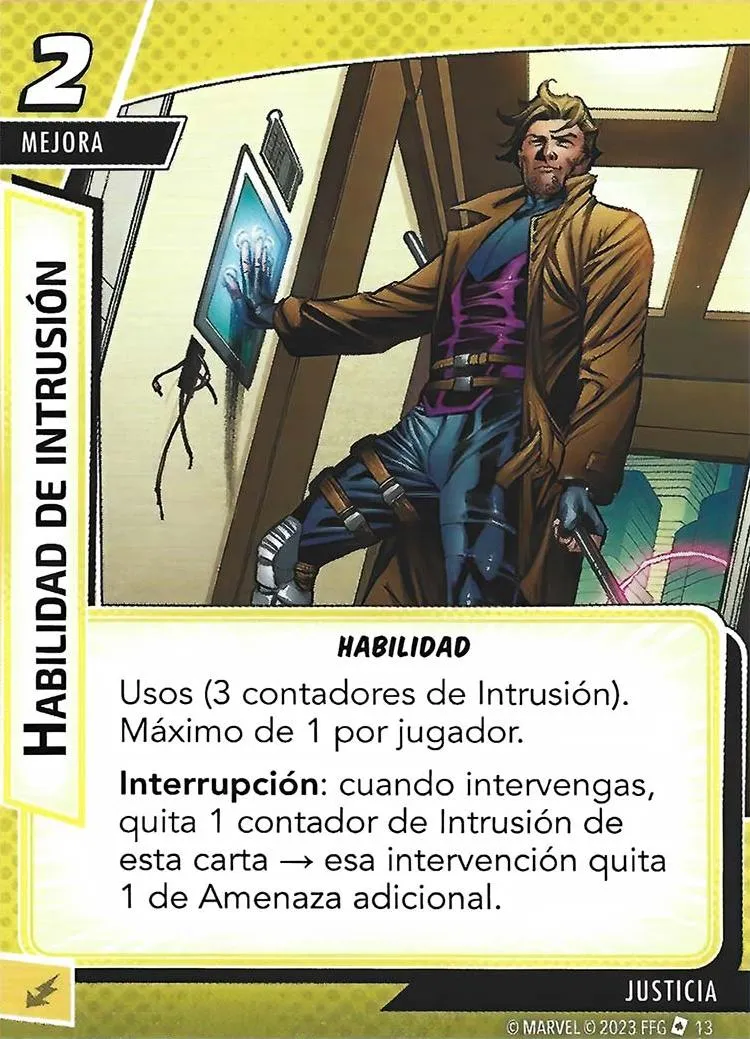 2
MEJORA
HABILIDAD DE INTRUSIÓN
HABILIDAD
Usos (3 contadores de Intrusión).
Máximo de 1 por jugador.
Interrupción: cuando intervengas,
quita 1 contador de Intrusión de
esta carta → esa intervención quita
1 de Amenaza adicional.
JUSTICIA
© MARVEL © 2023 FFG 13